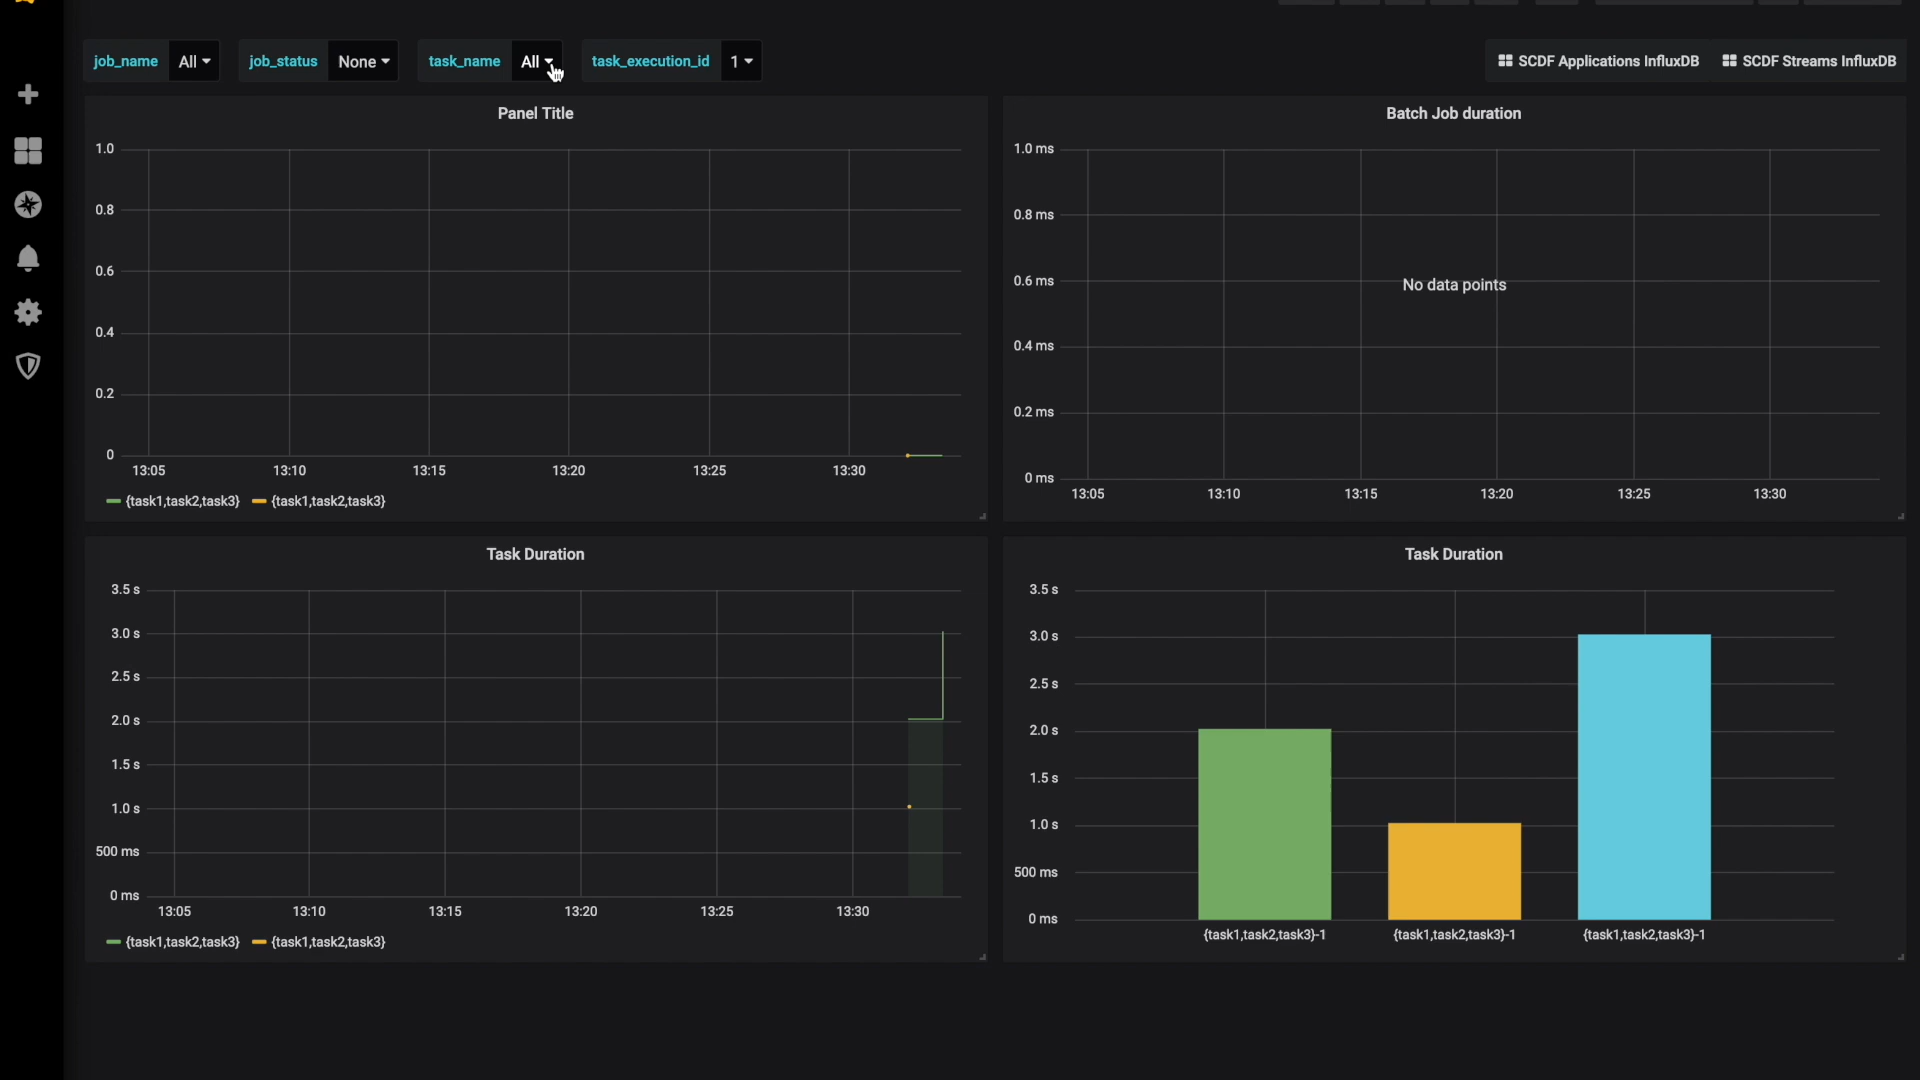 job_name All job_status None task_name All task_execution_id 1 SCDF Applications InfluxDB SCDF Streams InfluxDB
Panel Title
1.0
0.8
0.6
0.4
0.2
0
13:05 13:10 13:15 13:20 13:25 13:30
{task1,task2,task3} {task1,task2,task3}
Batch Job duration
1.0 ms
0.8 ms
0.6 ms
No data points
0.4 ms
0.2 ms
0 ms
13:05 13:10 13:15 13:20 13:25 13:30
Task Duration
3.5 s
3.0 s
2.5 s
2.0 s
1.5 s
1.0 s
500 ms
0 ms
13:05 13:10 13:15 13:20 13:25 13:30
{task1,task2,task3} {task1,task2,task3}
Task Duration
3.5 s
3.0 s
2.5 s
2.0 s
1.5 s
1.0 s
500 ms
0 ms
{task1,task2,task3}-1 {task1,task2,task3}-1 {task1,task2,task3}-1